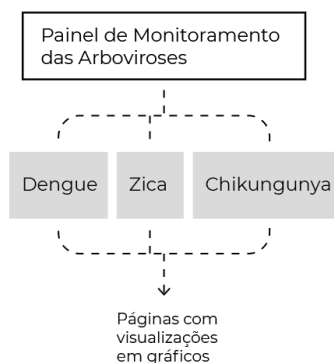 Painel de Monitoramento
das Arboviroses
Dengue
Zica
Chikungunya
Páginas com
visualizações
em gráficos